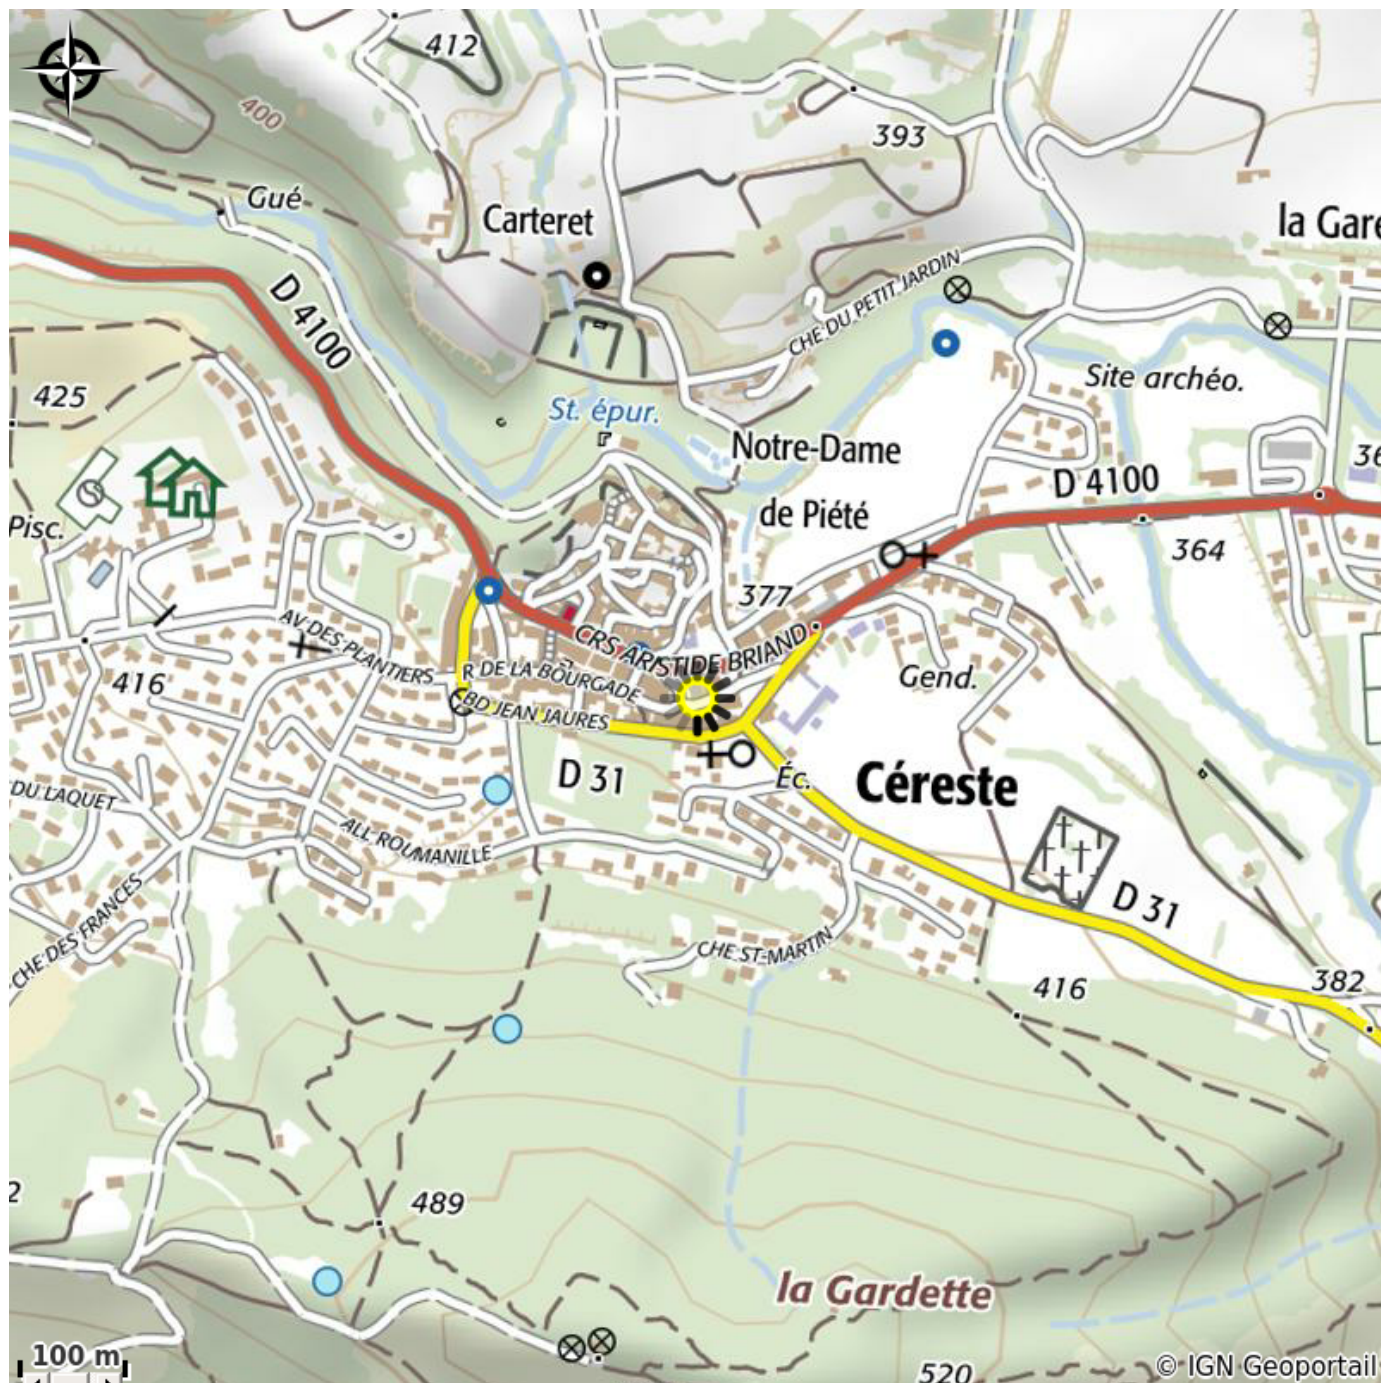 412
400
393
Gué
Carteret
la Gare
CHE DU PETIT JARDIN
D 4100
425
Site archéo.
St. épur.
Notre-Dame
de Piété
D 4100
36
Pisc.
364
377
AV DES PLANTIERS
CRS ARISTIDE BRIAND
R DE LA BOURGADE
Gend.
416
BD JEAN JAURES
D 31
Éc.
Céreste
DU LAQUET
ALL ROUMANILLE
CHE DES FRANCES
D 31
CHE ST-MARTIN
416
382
2
489
la Gardette
520
100 m
© IGN Geoportail